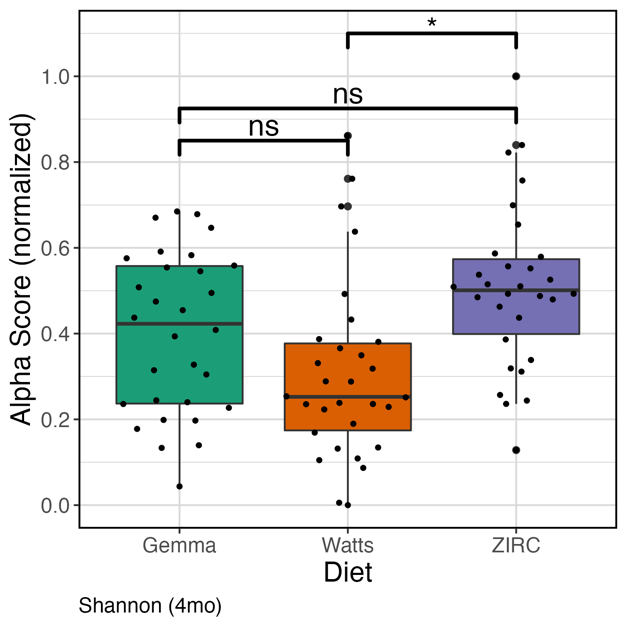 *
ns
ns
1.0
0.8
0.6
0.4
0.2
0.0
Alpha Score (normalized)
Gemma Watts ZIRC
Diet
Shannon (4mo)